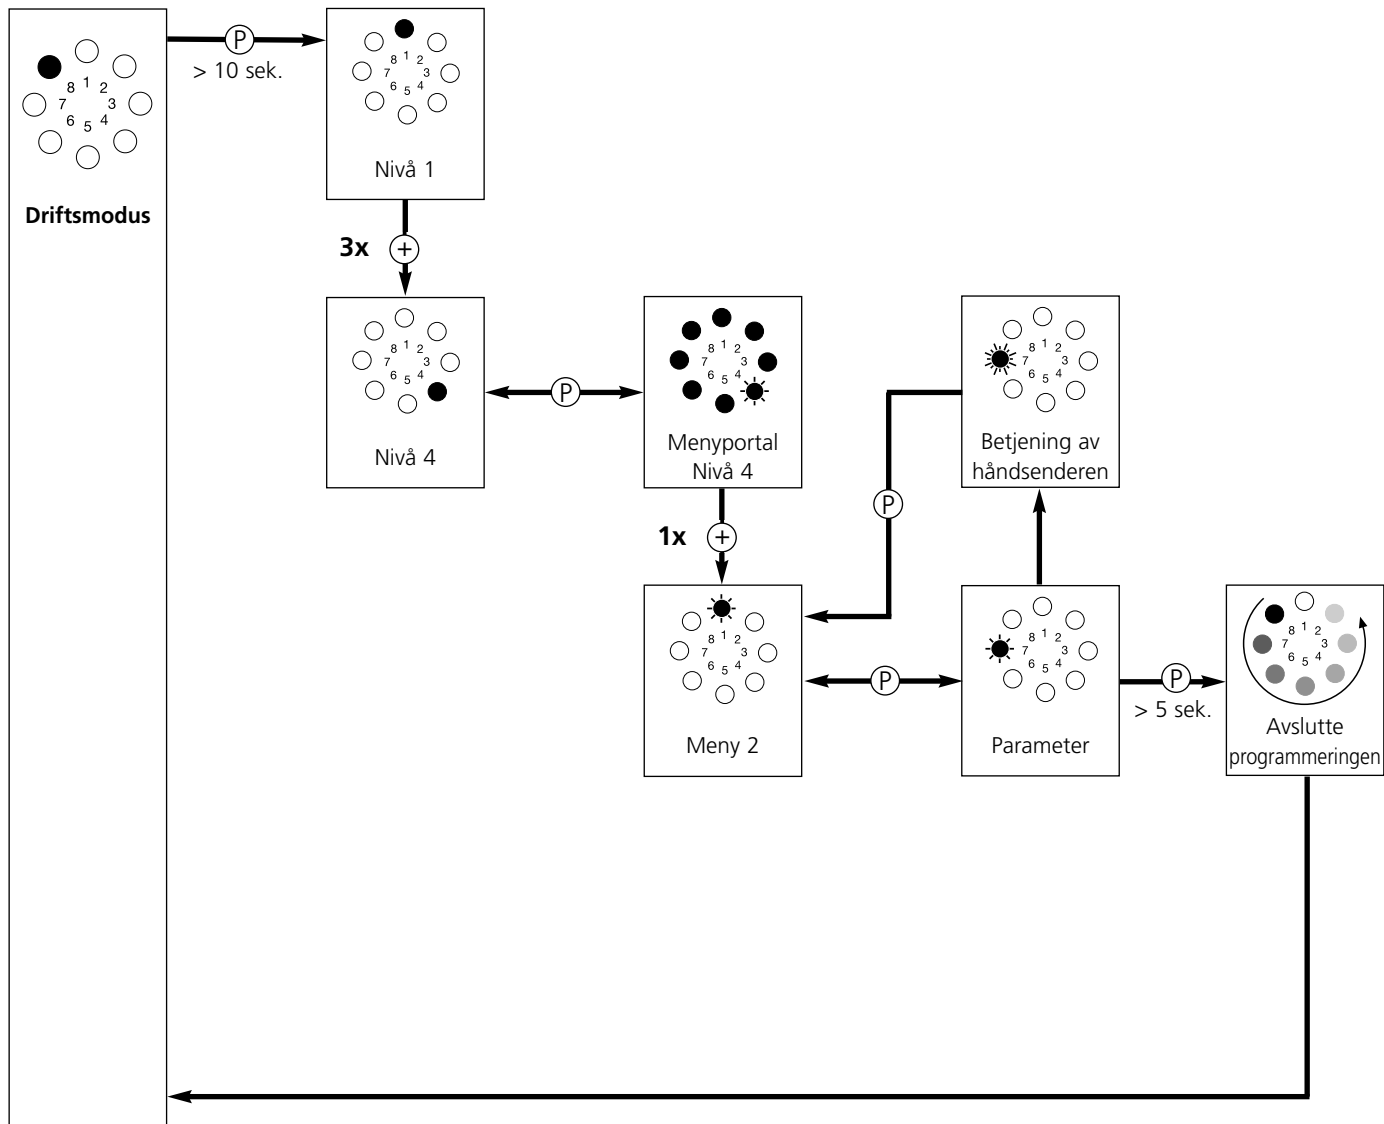 8 1 2
7 3
6 5 4
Driftsmodus
P
> 10 sek.
8 1 2
7 3
6 5 4
Nivå 1
3x +
8 1 2
7 3
6 5 4
Nivå 4
P
8 1 2
7 3
6 5 4
Menyportal
Nivå 4
1x +
8 1 2
7 3
6 5 4
Meny 2
P
8 1 2
7 3
6 5 4
Parameter
8 1 2
7 3
6 5 4
Betjening av
håndsenderen
P
P
> 5 sek.
8 1 2
7 3
6 5 4
Avslutte
programmeringen